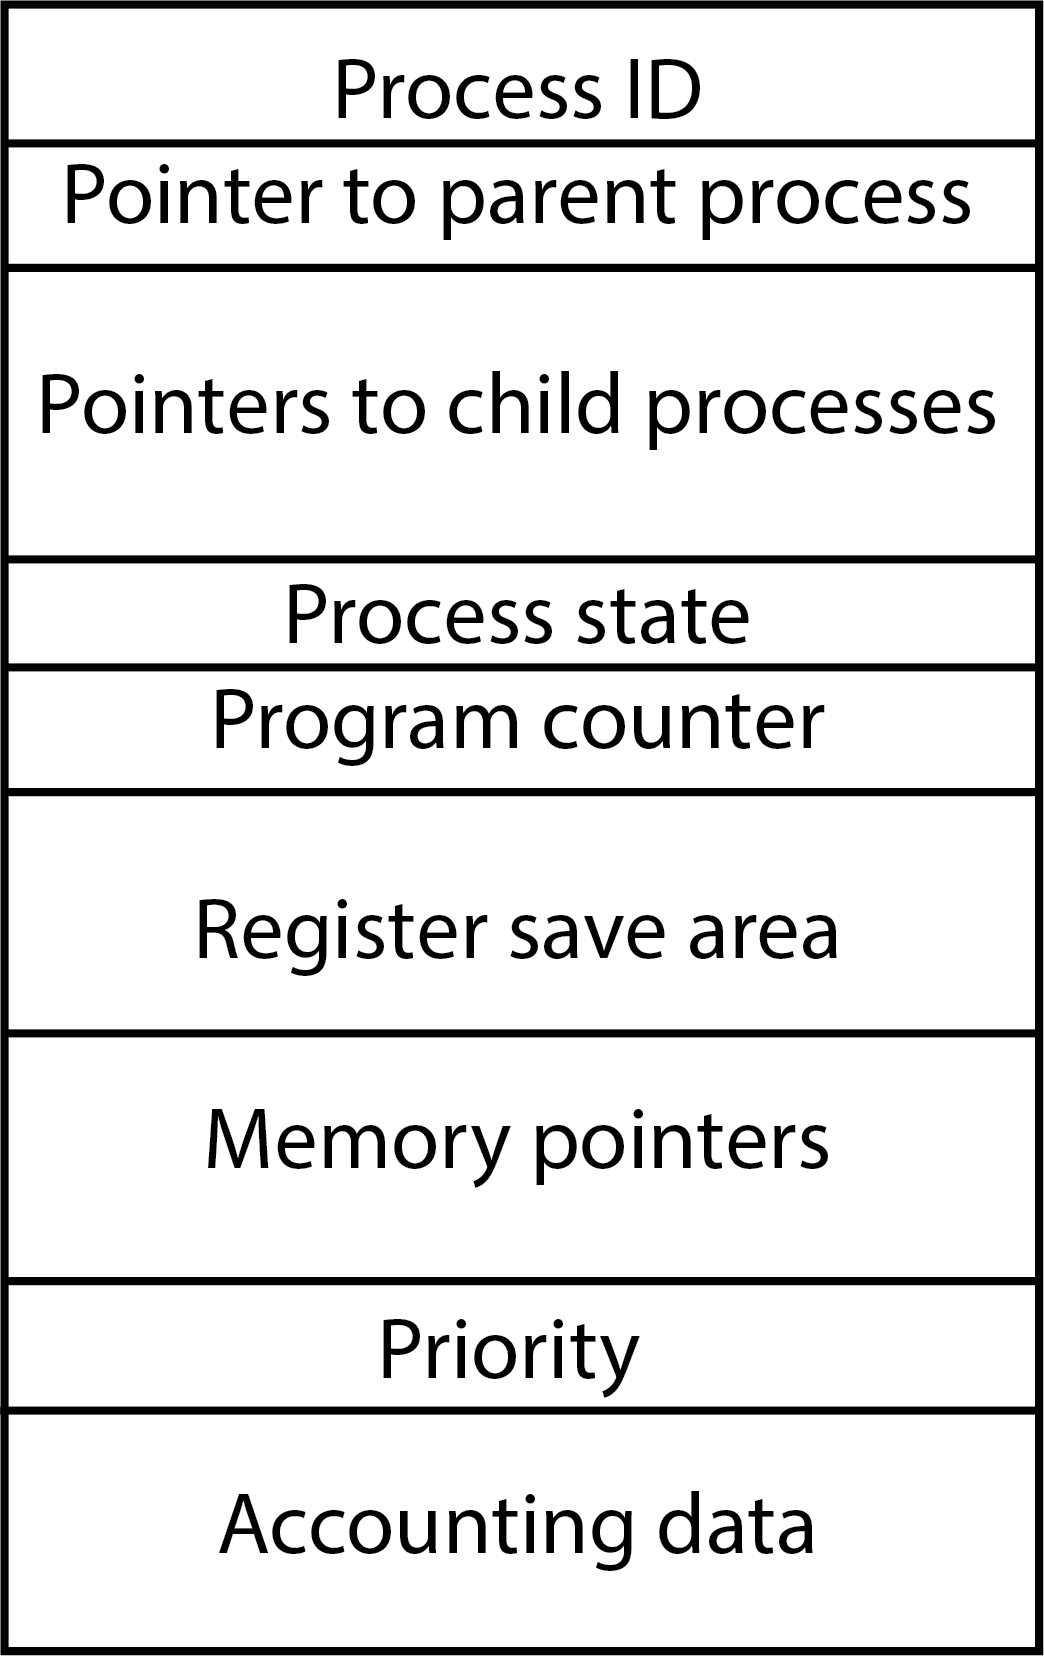 Process ID
Pointer to parent process
Pointers to child processes
Process state
Program counter
Register save area
Memory pointers
Priority
Accounting data